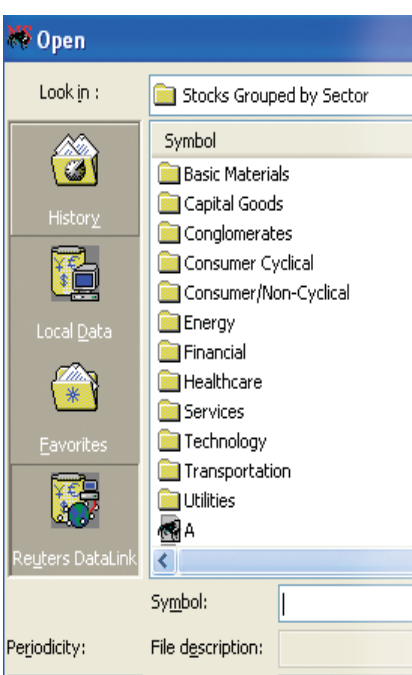 MS Open
Look in :
Stocks Grouped by Sector
History
Local Data
Favorites
Reuters DataLink
Symbol
Basic Materials
Capital Goods
Conglomerates
Consumer Cyclical
Consumer/Non-Cyclical
Energy
Financial
Healthcare
Services
Technology
Transportation
Utilities
A
Symbol:
Periodicity:
File description: